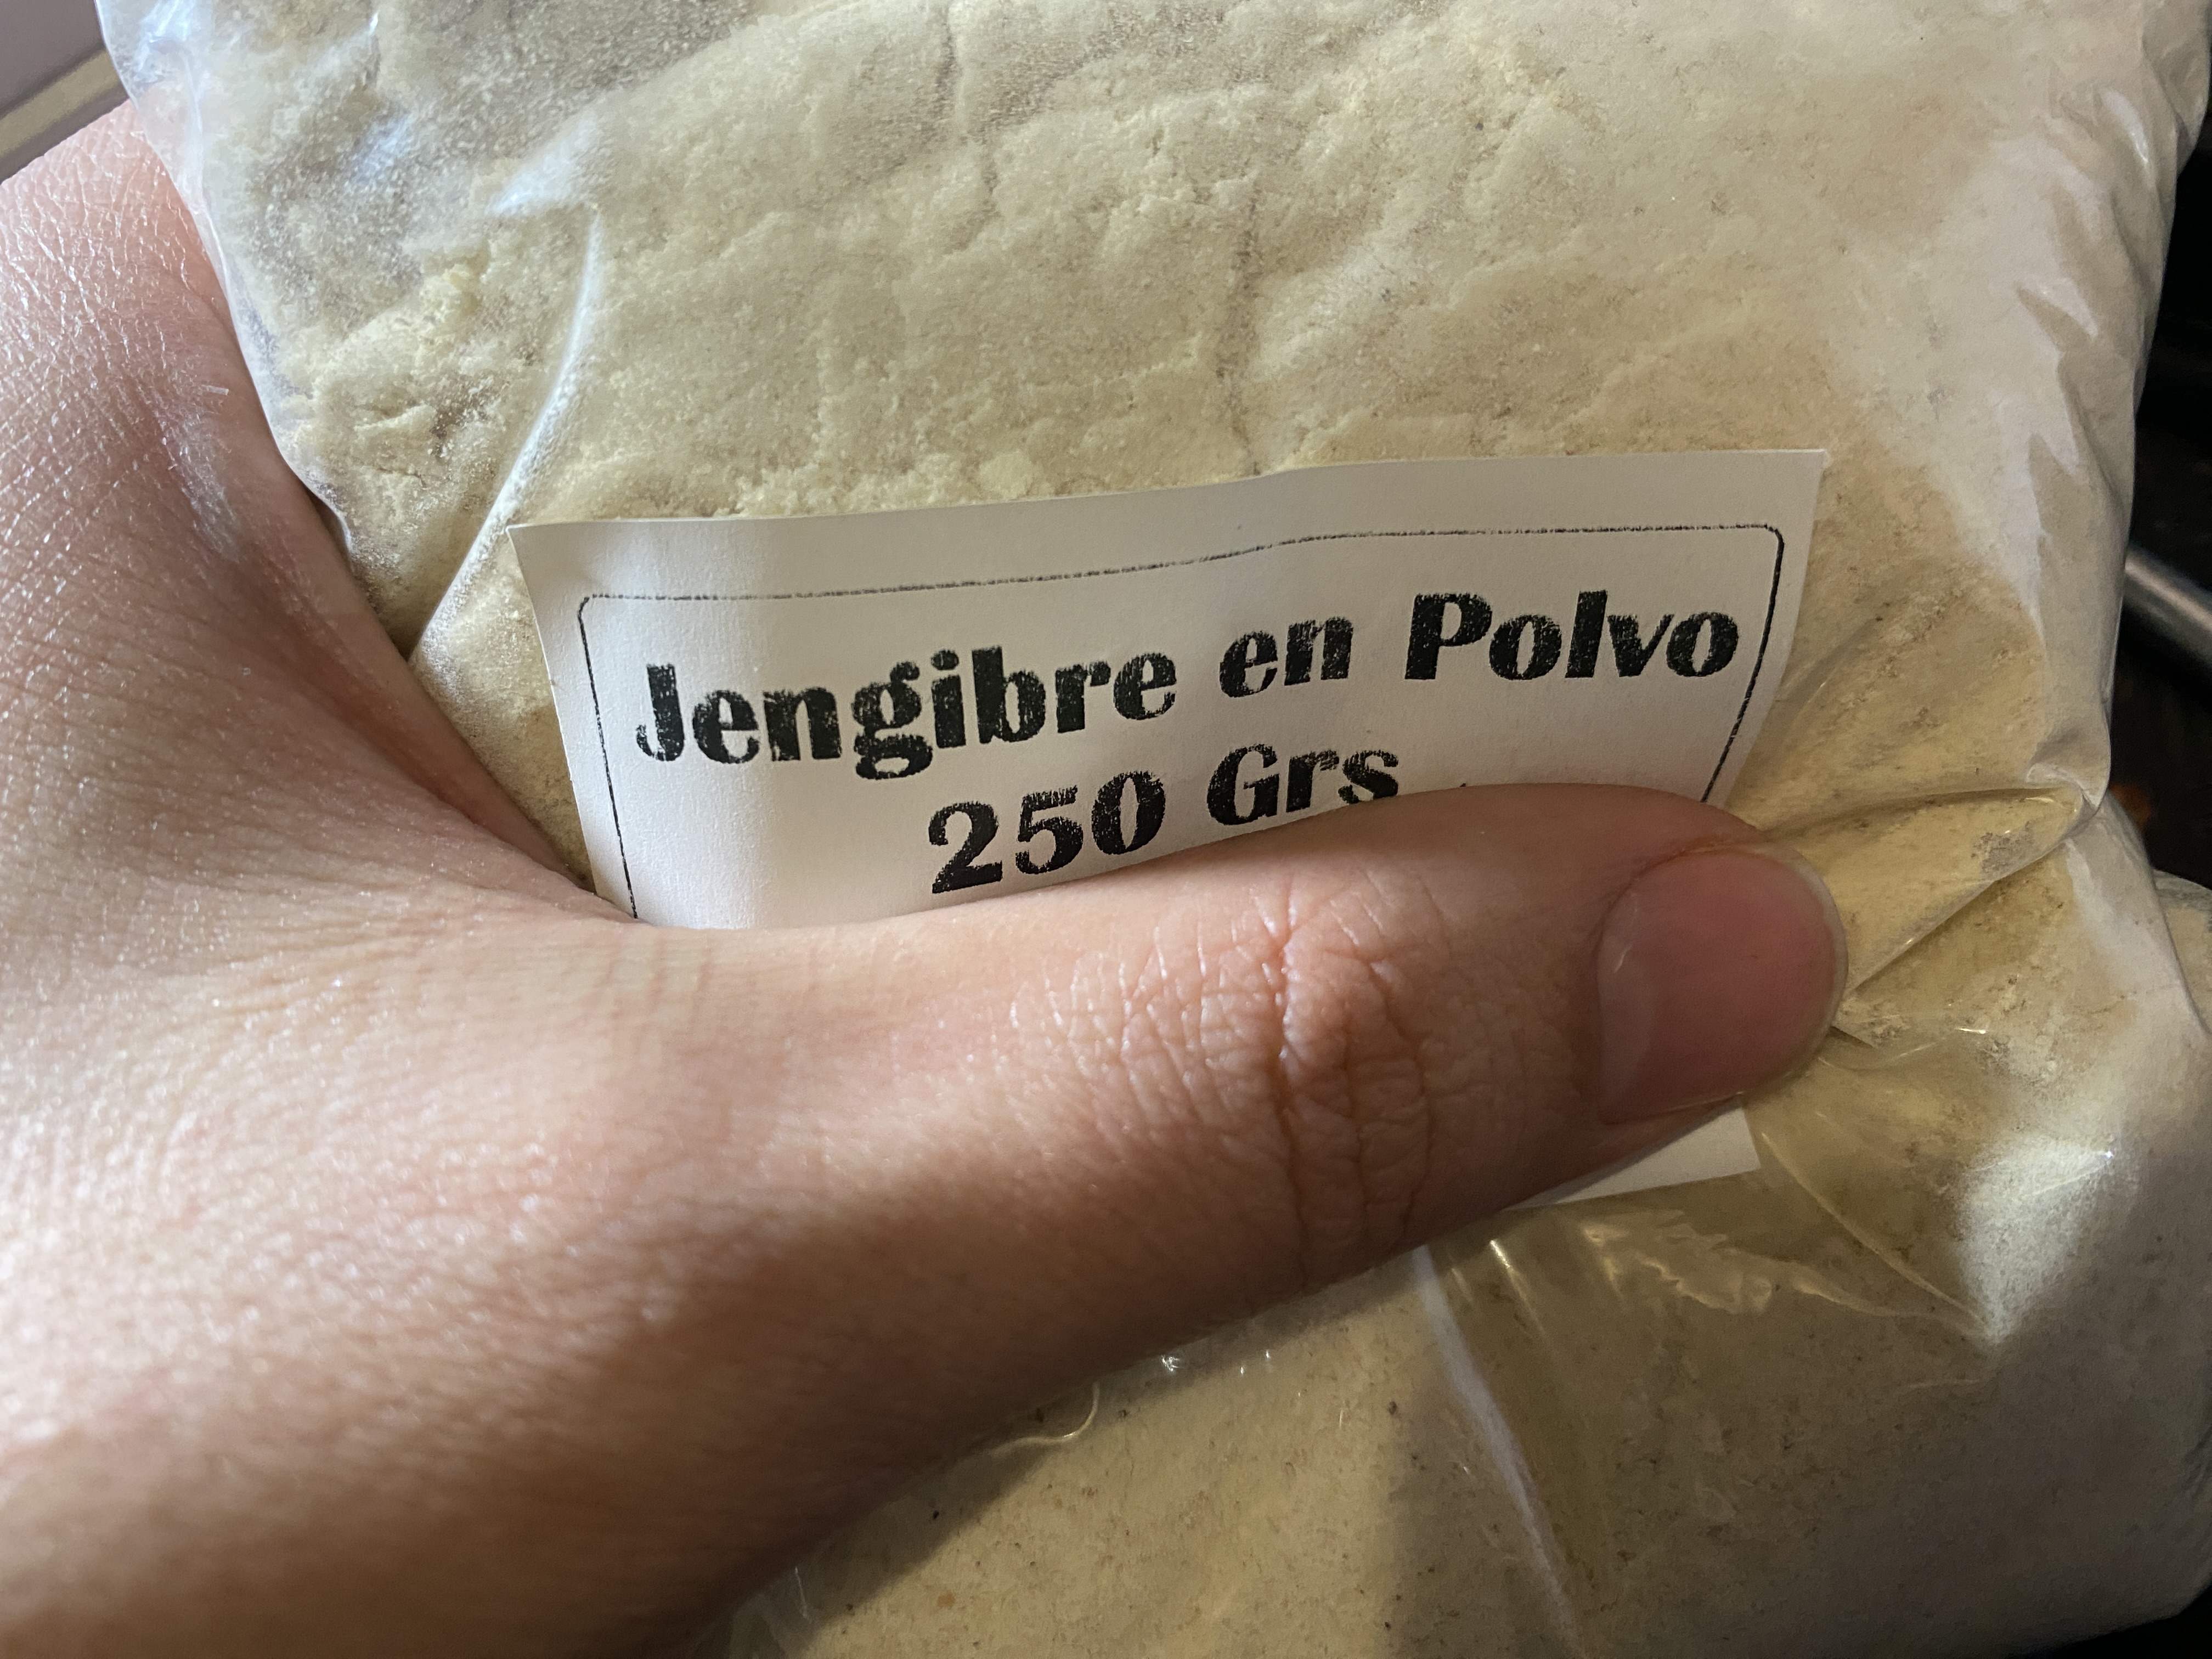 Jengibre en Polvo
250 Grs